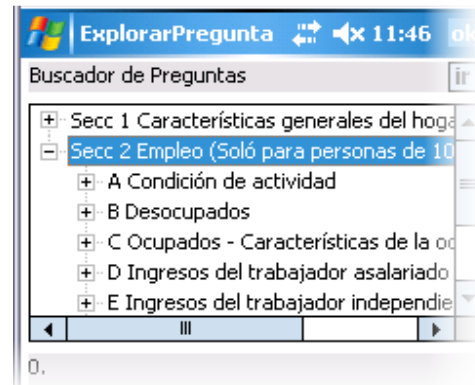 ExplorarPregunta 11:46 ok
Buscador de Preguntas ir
Secc 1 Características generales del hoga
Secc 2 Empleo (Soló para personas de 10
A Condición de actividad
B Desocupados
C Ocupados - Características de la oc
D Ingresos del trabajador asalariado
E Ingresos del trabajador independie
0.